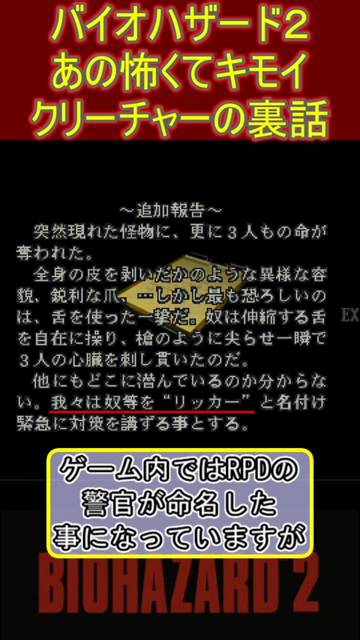 バイオハザード２
あの怖くてキモイ
クリーチャーの裏話
～追加報告～
突然現れた怪物に、更に３人もの命が
奪われた。
全身の皮を剥いだかのような異様な容
貌、鋭利な爪、…しかし最も恐ろしいの
は、舌を使った一撃だ。奴は伸縮する舌
を自在に操り、槍のように尖らせ一瞬で
３人の心臓を刺し貫いたのだ。
他にもどこに潜んでいるのか分からな
い。我々は奴等を“リッカー”と名付け
緊急に対策を講ずる事とする。
EX
ゲーム内ではRPDの
警官が命名した
事になっていますが
BIOHAZARD 2